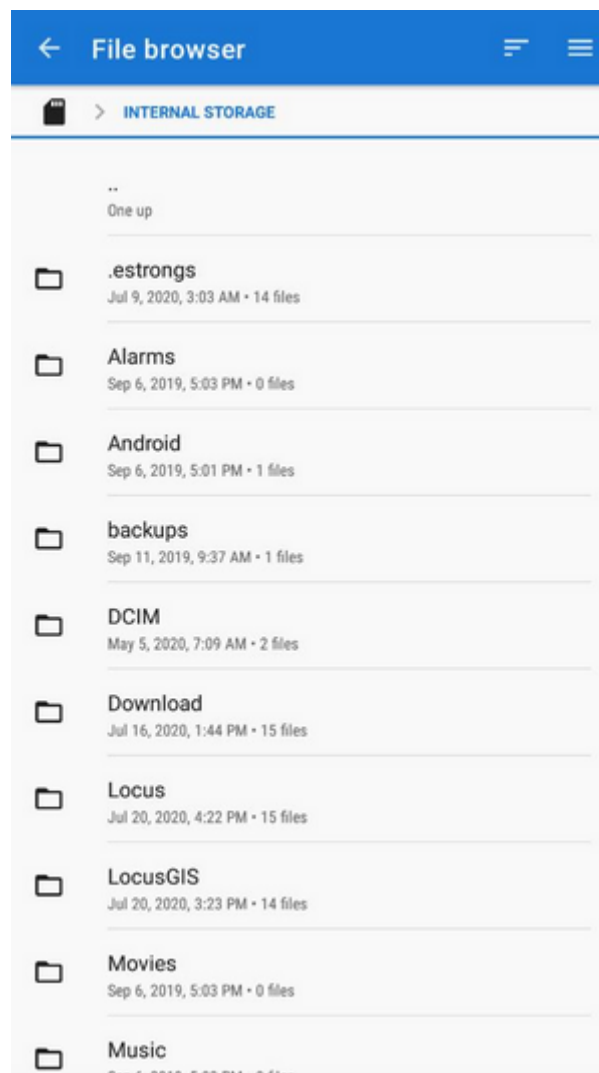 File browser
INTERNAL STORAGE
..
One up
.estrongs
Jul 9, 2020, 3:03 AM • 14 files
Alarms
Sep 6, 2019, 5:03 PM • 0 files
Android
Sep 6, 2019, 5:01 PM • 1 files
backups
Sep 11, 2019, 9:37 AM • 1 files
DCIM
May 5, 2020, 7:09 AM • 2 files
Download
Jul 16, 2020, 1:44 PM • 15 files
Locus
Jul 20, 2020, 4:22 PM • 15 files
LocusGIS
Jul 20, 2020, 3:23 PM • 14 files
Movies
Sep 6, 2019, 5:03 PM • 0 files
Music